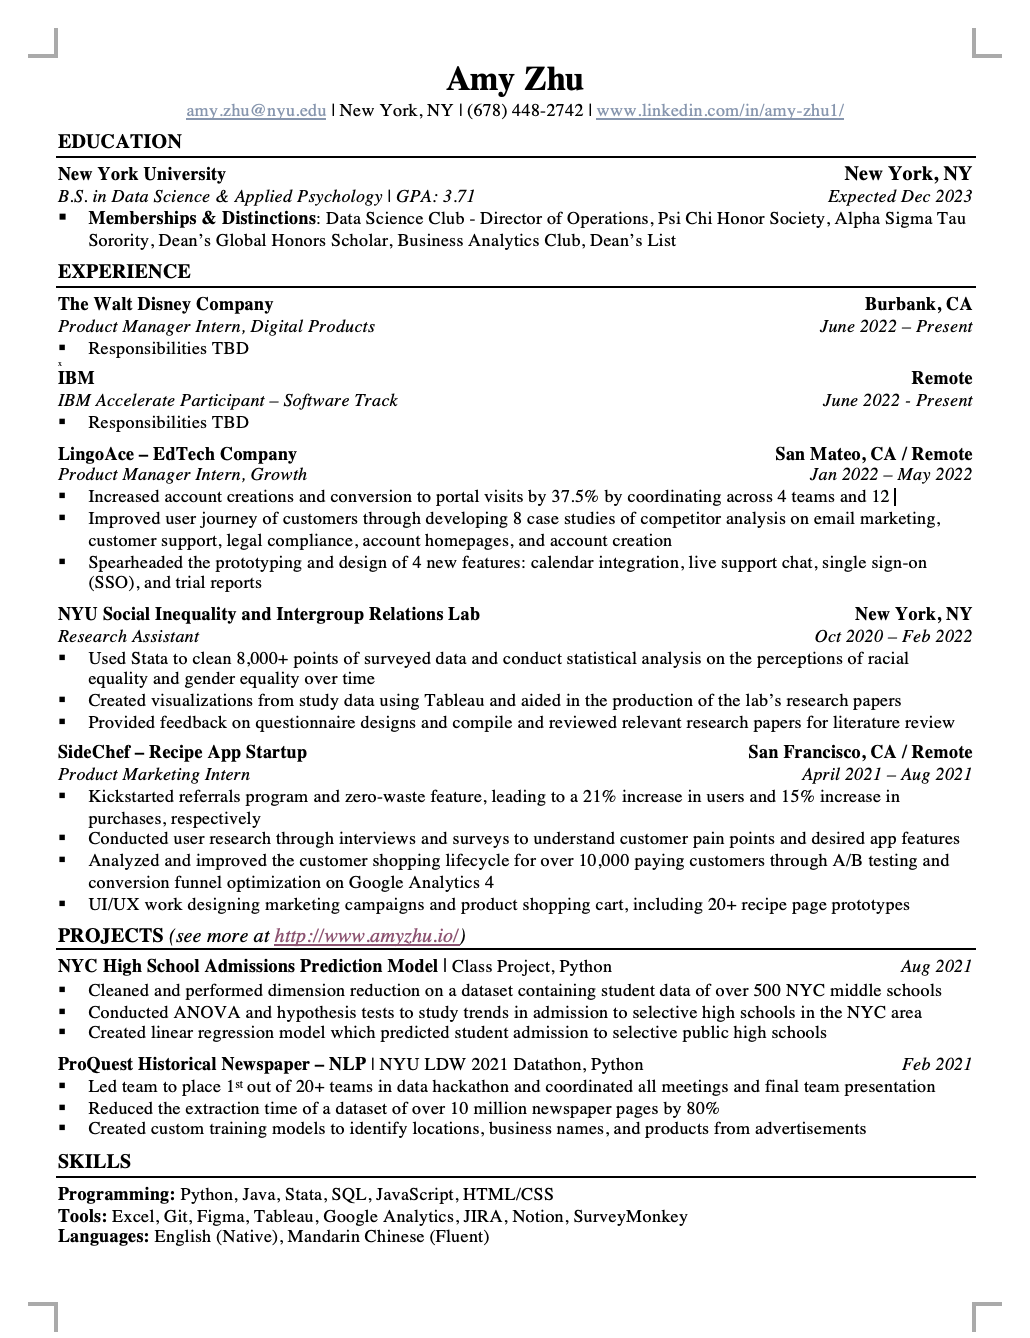 Amy Zhu
amy.zhu@nyu.edu | New York, NY | (678) 448-2742 | www.linkedin.com/in/amy-zhu1/
EDUCATION
New York University New York, NY
B.S. in Data Science & Applied Psychology | GPA: 3.71 Expected Dec 2023
▪ Memberships & Distinctions: Data Science Club - Director of Operations, Psi Chi Honor Society, Alpha Sigma Tau
Sorority, Dean’s Global Honors Scholar, Business Analytics Club, Dean’s List
EXPERIENCE
The Walt Disney Company Burbank, CA
Product Manager Intern, Digital Products June 2022 – Present
▪ Responsibilities TBD
x
IBM Remote
IBM Accelerate Participant – Software Track June 2022 - Present
▪ Responsibilities TBD
LingoAce – EdTech Company San Mateo, CA / Remote
Product Manager Intern, Growth Jan 2022 – May 2022
▪ Increased account creations and conversion to portal visits by 37.5% by coordinating across 4 teams and 12
▪ Improved user journey of customers through developing 8 case studies of competitor analysis on email marketing,
customer support, legal compliance, account homepages, and account creation
▪ Spearheaded the prototyping and design of 4 new features: calendar integration, live support chat, single sign-on
(SSO), and trial reports
NYU Social Inequality and Intergroup Relations Lab New York, NY
Research Assistant Oct 2020 – Feb 2022
▪ Used Stata to clean 8,000+ points of surveyed data and conduct statistical analysis on the perceptions of racial
equality and gender equality over time
▪ Created visualizations from study data using Tableau and aided in the production of the lab’s research papers
▪ Provided feedback on questionnaire designs and compile and reviewed relevant research papers for literature review
SideChef – Recipe App Startup San Francisco, CA / Remote
Product Marketing Intern April 2021 – Aug 2021
▪ Kickstarted referrals program and zero-waste feature, leading to a 21% increase in users and 15% increase in
purchases, respectively
▪ Conducted user research through interviews and surveys to understand customer pain points and desired app features
▪ Analyzed and improved the customer shopping lifecycle for over 10,000 paying customers through A/B testing and
conversion funnel optimization on Google Analytics 4
▪ UI/UX work designing marketing campaigns and product shopping cart, including 20+ recipe page prototypes
PROJECTS (see more at http://www.amyzhu.io/)
NYC High School Admissions Prediction Model | Class Project, Python Aug 2021
▪ Cleaned and performed dimension reduction on a dataset containing student data of over 500 NYC middle schools
▪ Conducted ANOVA and hypothesis tests to study trends in admission to selective high schools in the NYC area
▪ Created linear regression model which predicted student admission to selective public high schools
ProQuest Historical Newspaper – NLP | NYU LDW 2021 Datathon, Python Feb 2021
▪ Led team to place 1st out of 20+ teams in data hackathon and coordinated all meetings and final team presentation
▪ Reduced the extraction time of a dataset of over 10 million newspaper pages by 80%
▪ Created custom training models to identify locations, business names, and products from advertisements
SKILLS
Programming: Python, Java, Stata, SQL, JavaScript, HTML/CSS
Tools: Excel, Git, Figma, Tableau, Google Analytics, JIRA, Notion, SurveyMonkey
Languages: English (Native), Mandarin Chinese (Fluent)